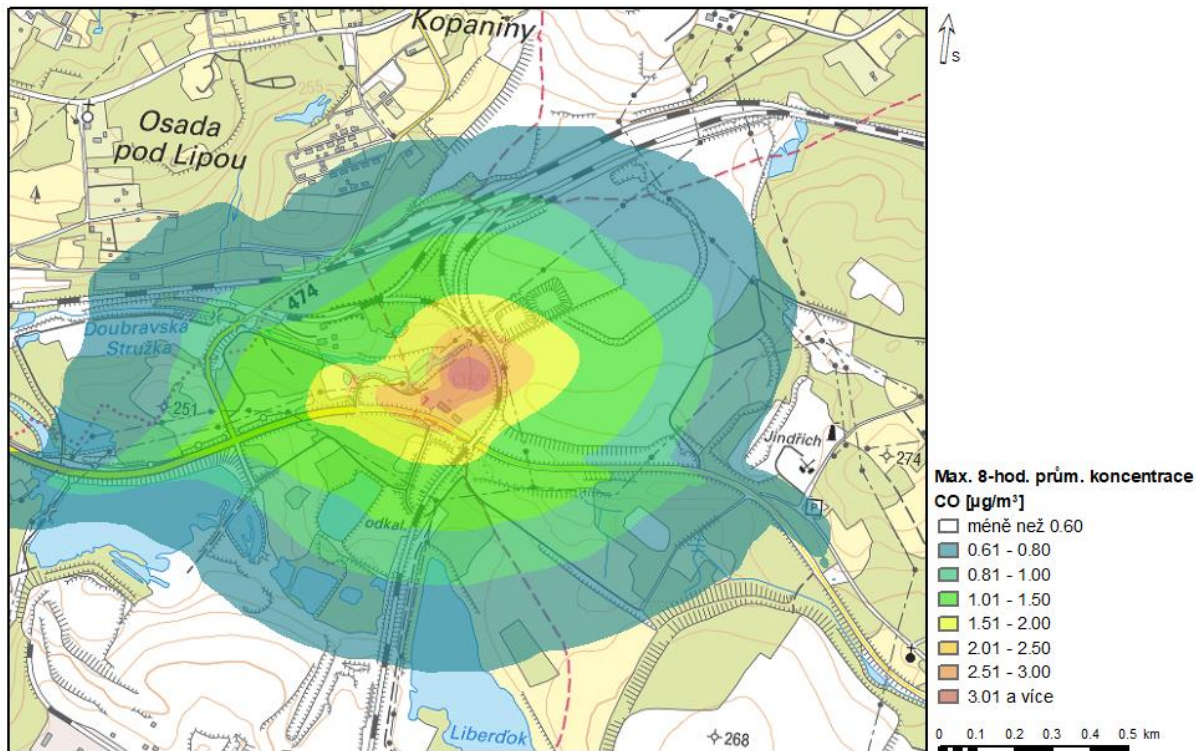 Kopaniny
S
255
Osada
pod Lipou
474
Doubravská
Stružka
251
Jindřich
274
P
odkal.
Liberďok
268
Max. 8-hod. prům. koncentrace
CO [µg/m³]
méně než 0.60
0.61 - 0.80
0.81 - 1.00
1.01 - 1.50
1.51 - 2.00
2.01 - 2.50
2.51 - 3.00
3.01 a více
0 0.1 0.2 0.3 0.4 0.5 km